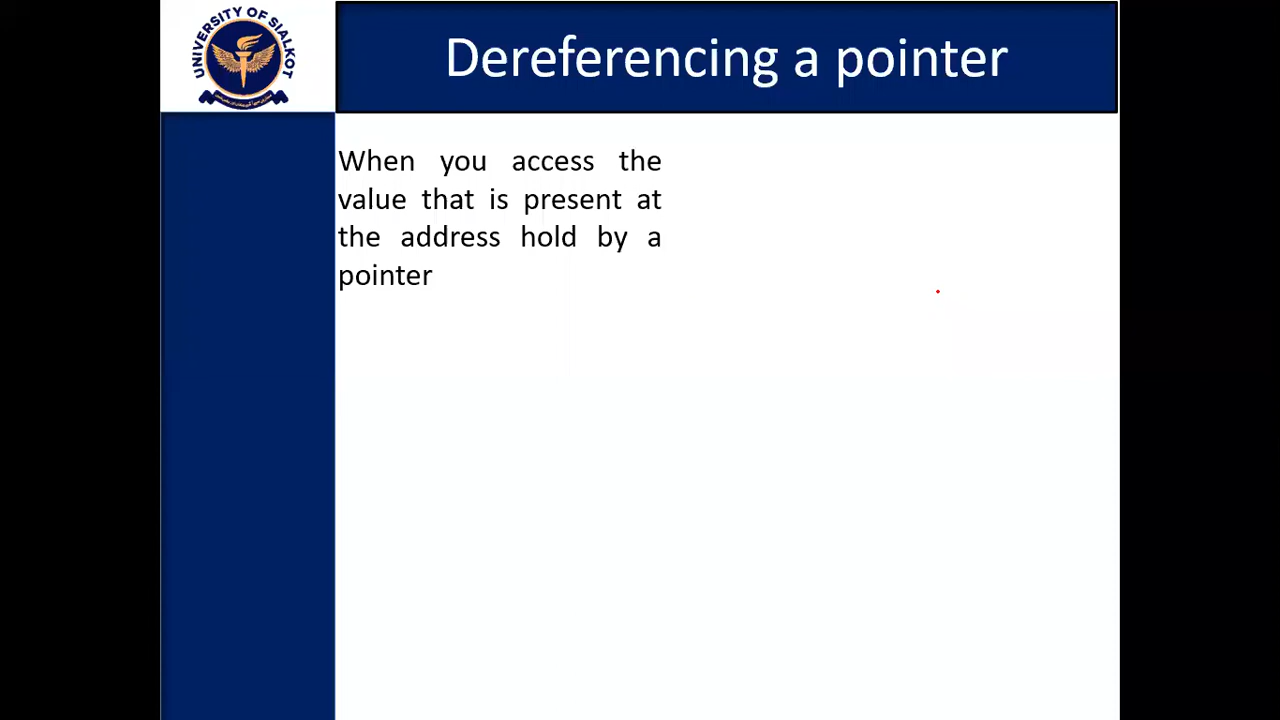 UNIVERSITY OF SIALKOT
Dereferencing a pointer
When you access the
value that is present at
the address hold by a
pointer